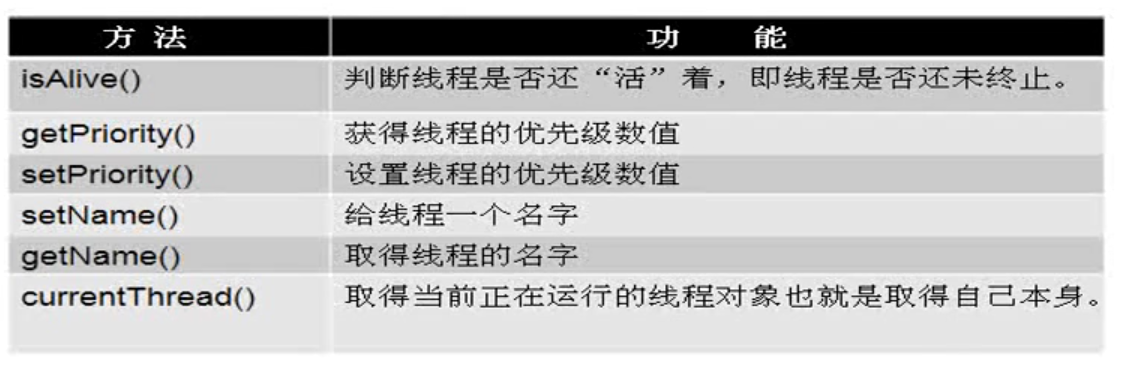 方 法 功 能
isAlive() 判断线程是否还“活”着，即线程是否还未终止。
getPriority() 获得线程的优先级数值
setPriority() 设置线程的优先级数值
setName() 给线程一个名字
getName() 取得线程的名字
currentThread() 取得当前正在运行的线程对象也就是取得自己本身。